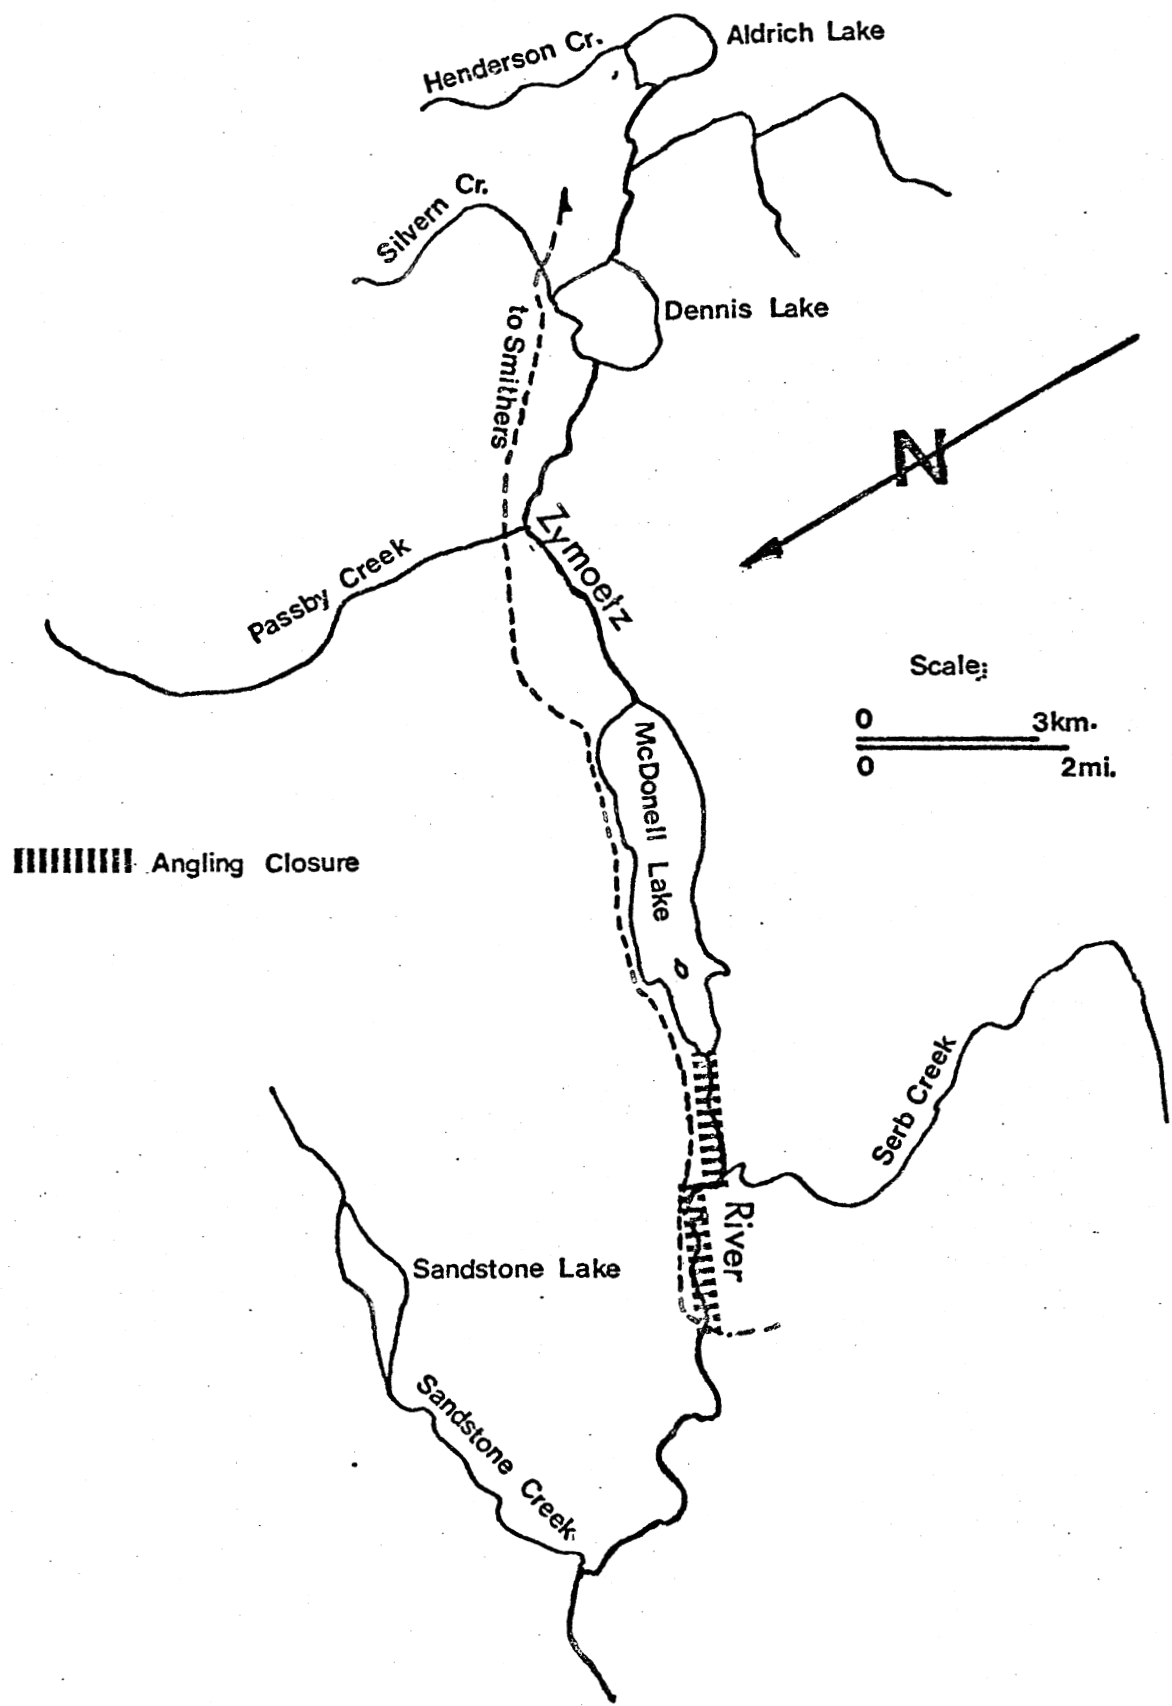 Henderson Cr.
Aldrich Lake
Silvern Cr.
to Smithers
Dennis Lake
N
Zymoetz
Passby Creek
Scale:
0 3km.
0 2mi.
McDonell Lake
Angling Closure
Serb Creek
River
Sandstone Lake
Sandstone Creek